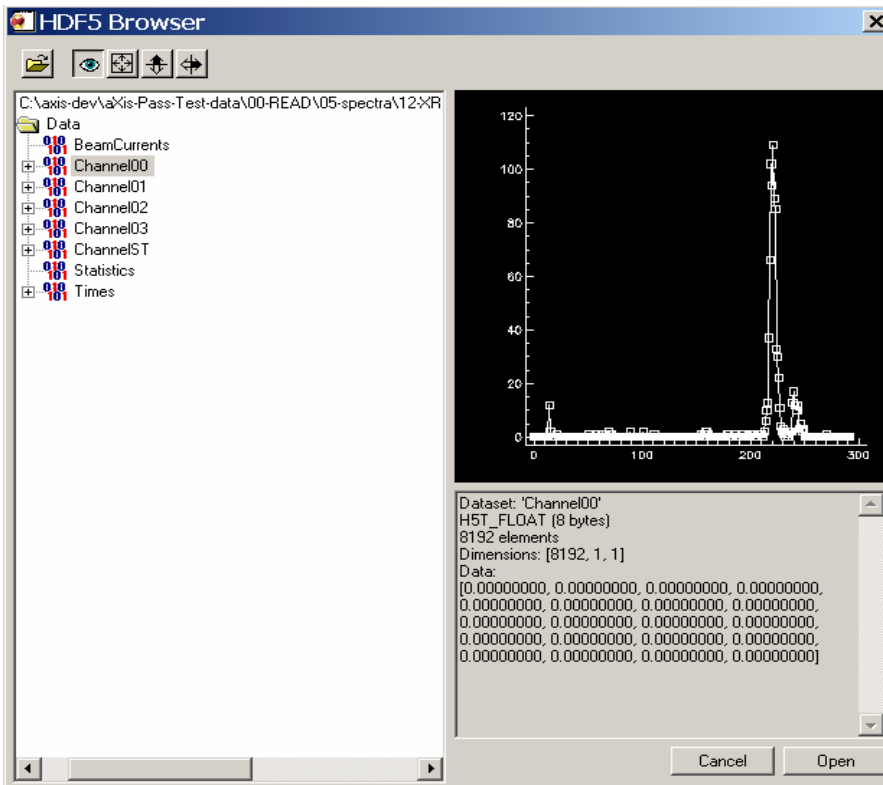 HDF5 Browser
C:\axis-dev\aXis-Pass-Test-data\00-READ\05-spectra\12-XR
Data
BeamCurrents
Channel00
Channel01
Channel02
Channel03
ChannelST
Statistics
Times
120
100
80
60
40
20
0
0 100 200 300
Dataset: 'Channel00'
H5T_FLOAT (8 bytes)
8192 elements
Dimensions: [8192, 1, 1]
Data:
[0.00000000, 0.00000000, 0.00000000, 0.00000000,
0.00000000, 0.00000000, 0.00000000, 0.00000000,
0.00000000, 0.00000000, 0.00000000, 0.00000000,
0.00000000, 0.00000000, 0.00000000, 0.00000000,
0.00000000, 0.00000000, 0.00000000, 0.00000000]
Cancel Open